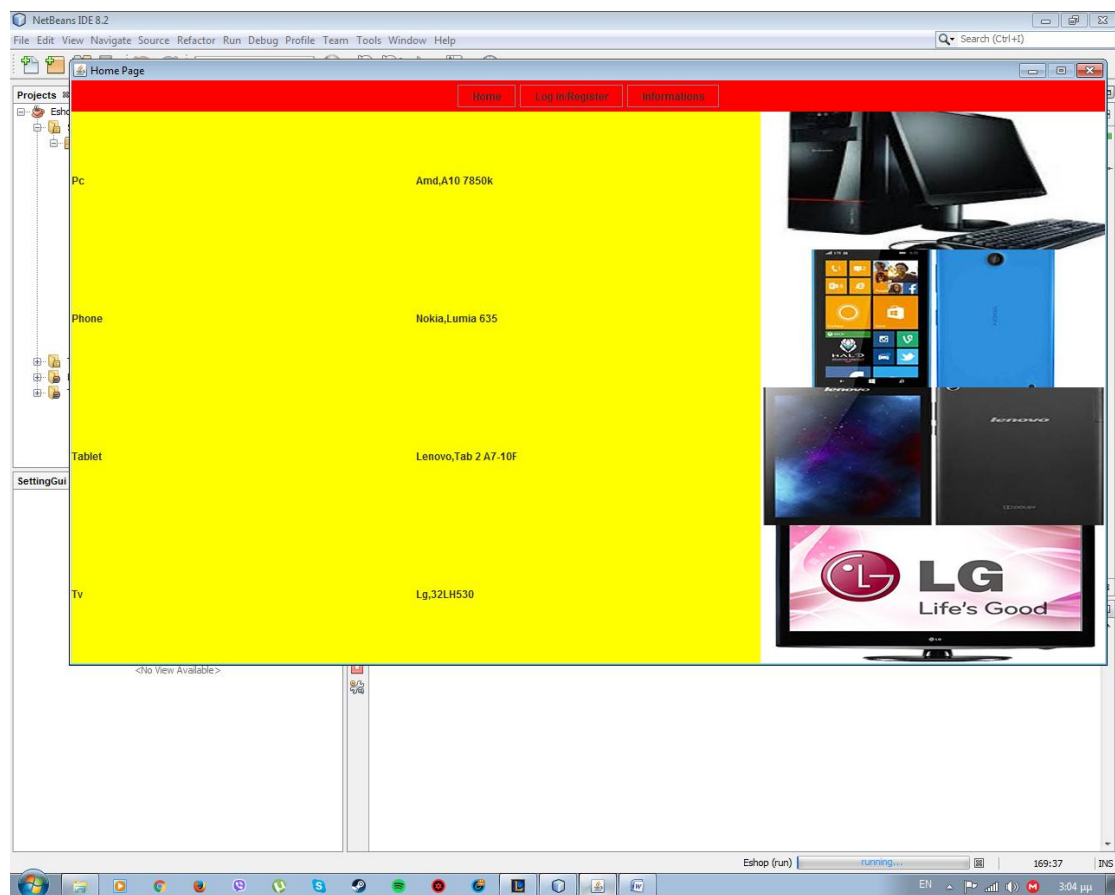 NetBeans IDE 8.2
File Edit View Navigate Source Refactor Run Debug Profile Team Tools Window Help
Search (Ctrl+I)
Home Page
Projects
Home Log in/Register Informations
Pc Amd,A10 7850k
Phone Nokia,Lumia 635
Tablet Lenovo,Tab 2 A7-10F
lenovo
lenovo
SettingGui
Tv Lg,32LH530
LG
Life's Good
<No View Available>
Eshop (run) running... 169:37 INS
EN 3:04 μμ